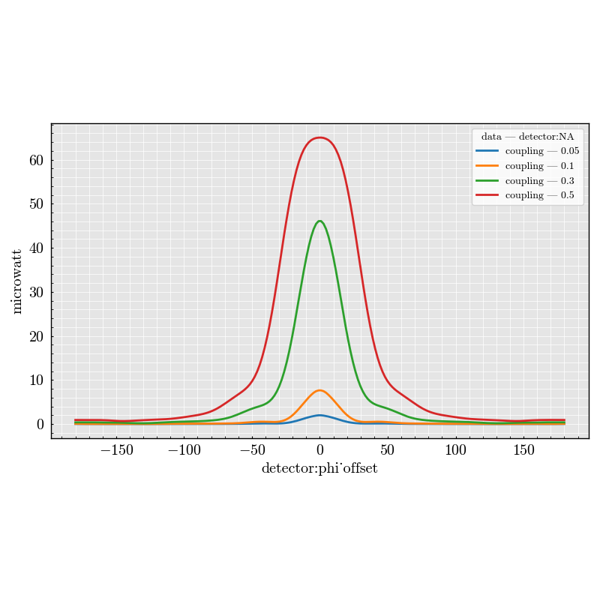 data — detector:NA
coupling — 0.05
coupling — 0.1
coupling — 0.3
coupling — 0.5
60
50
40
30
20
10
0
microwatt
−150 −100 −50 0 50 100 150
detector:phi˙offset